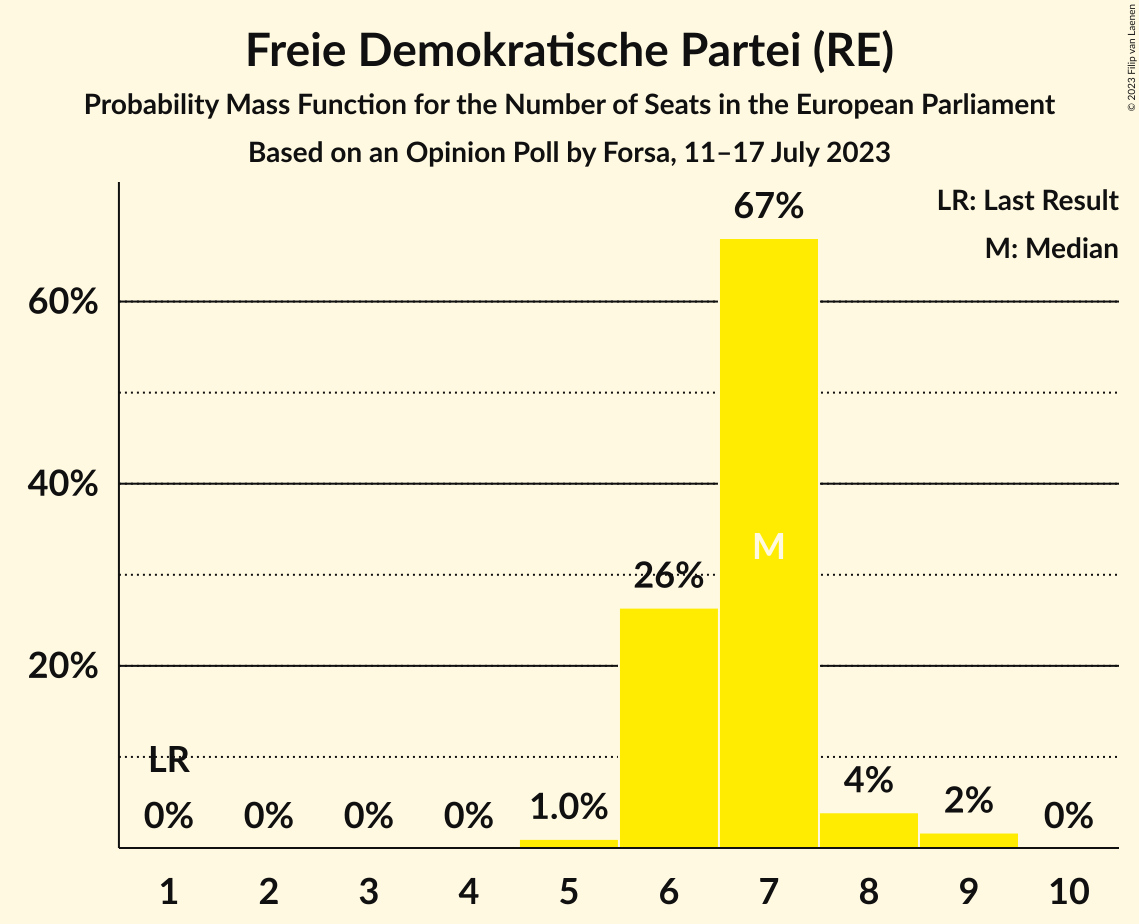 Freie Demokratische Partei (RE)
Probability Mass Function for the Number of Seats in the European Parliament
Based on an Opinion Poll by Forsa, 11–17 July 2023
© 2023 Filip van Laenen
LR: Last Result
M: Median
67%
60%
40%
M
26%
20%
LR
0%
0%
0%
0%
1.0%
4%
2%
0%
1
2
3
4
5
6
7
8
9
10